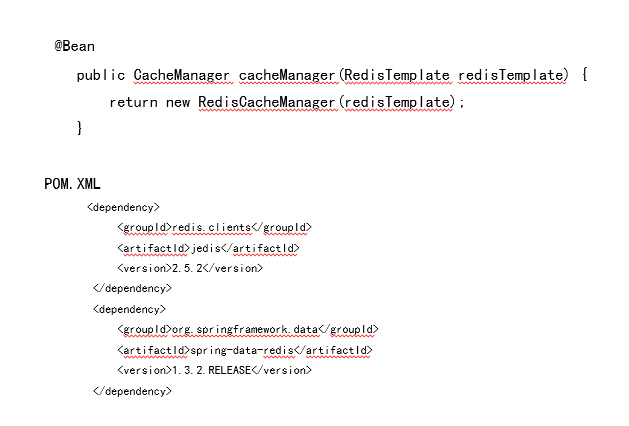 @Bean
public CacheManager cacheManager(RedisTemplate redisTemplate) {
return new RedisCacheManager(redisTemplate);
}
POM.XML
<dependency>
<groupId>redis.clients</groupId>
<artifactId>jedis</artifactId>
<version>2.5.2</version>
</dependency>
<dependency>
<groupId>org.springframework.data</groupId>
<artifactId>spring-data-redis</artifactId>
<version>1.3.2.RELEASE</version>
</dependency>